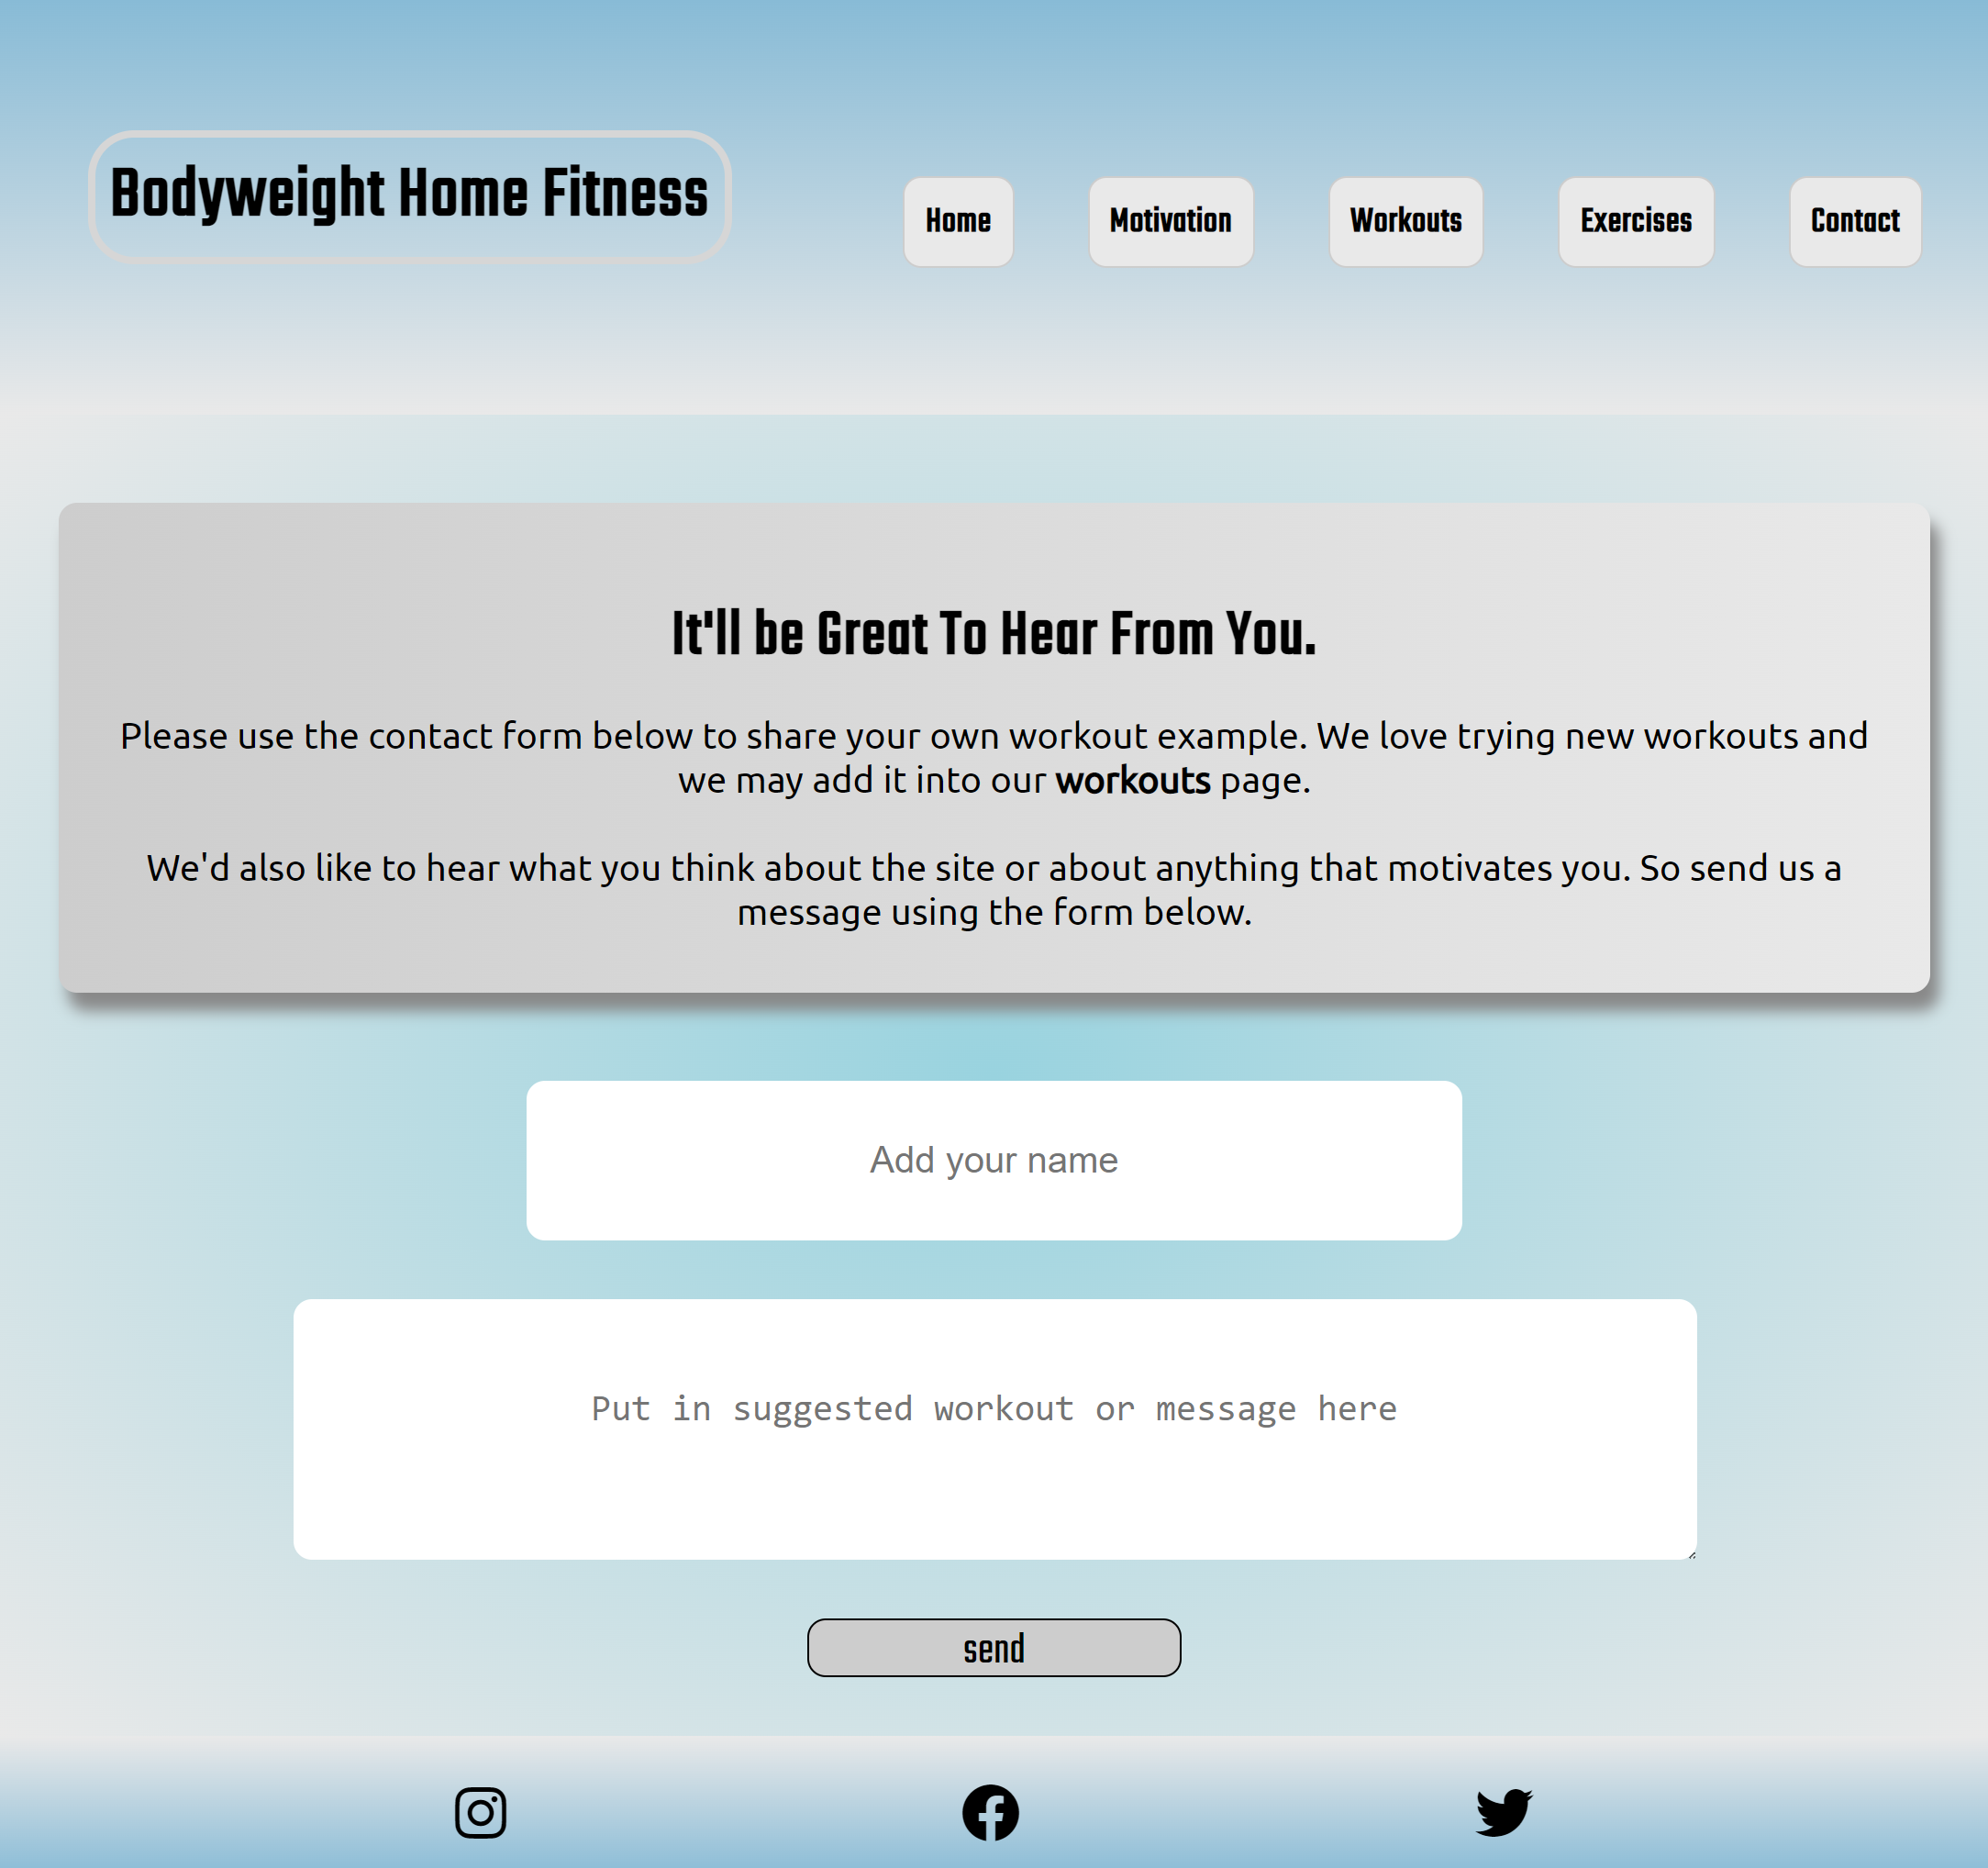 Bodyweight Home Fitness
Home
Motivation
Workouts
Exercises
Contact
It'll be Great To Hear From You.
Please use the contact form below to share your own workout example. We love trying new workouts and
we may add it into our workouts page.
We'd also like to hear what you think about the site or about anything that motivates you. So send us a
message using the form below.
Add your name
Put in suggested workout or message here
send